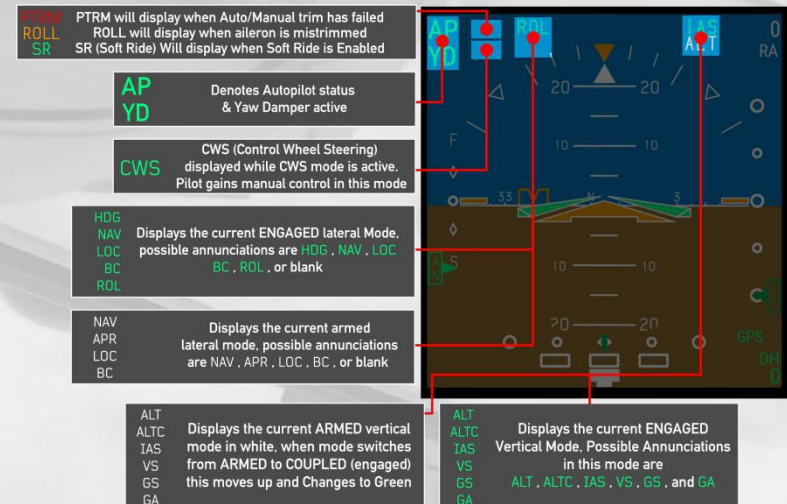 PTRM
ROLL
SR
PTRM will display when Auto/Manual trim has failed
ROLL will display when aileron is mistrimmed
SR (Soft Ride) Will display when Soft Ride is Enabled
AP
YD
Denotes Autopilot status
& Yaw Damper active
CWS
CWS (Control Wheel Steering)
displayed while CWS mode is active.
Pilot gains manual control in this mode
HDG
NAV
LOC
BC
ROL
Displays the current ENGAGED lateral Mode,
possible annunciations are HDG , NAV , LOC
BC , ROL , or blank
NAV
APR
LOC
BC
Displays the current armed
lateral mode, possible annunciations
are NAV , APR , LOC , BC , or blank
ALT
ALTC
IAS
VS
GS
GA
Displays the current ARMED vertical
mode in white, when mode switches
from ARMED to COUPLED (engaged)
this moves up and Changes to Green
ALT
ALTC
IAS
VS
GS
GA
Displays the current ENGAGED
Vertical Mode, Possible Annunciations
in this mode are
ALT , ALTC , IAS , VS , GS , and GA
AP
YD
ROL
IAS
ALT
0
RA
20 20
10 10
F
33 N 3
S
10 10
20 20
GPS
DH
0